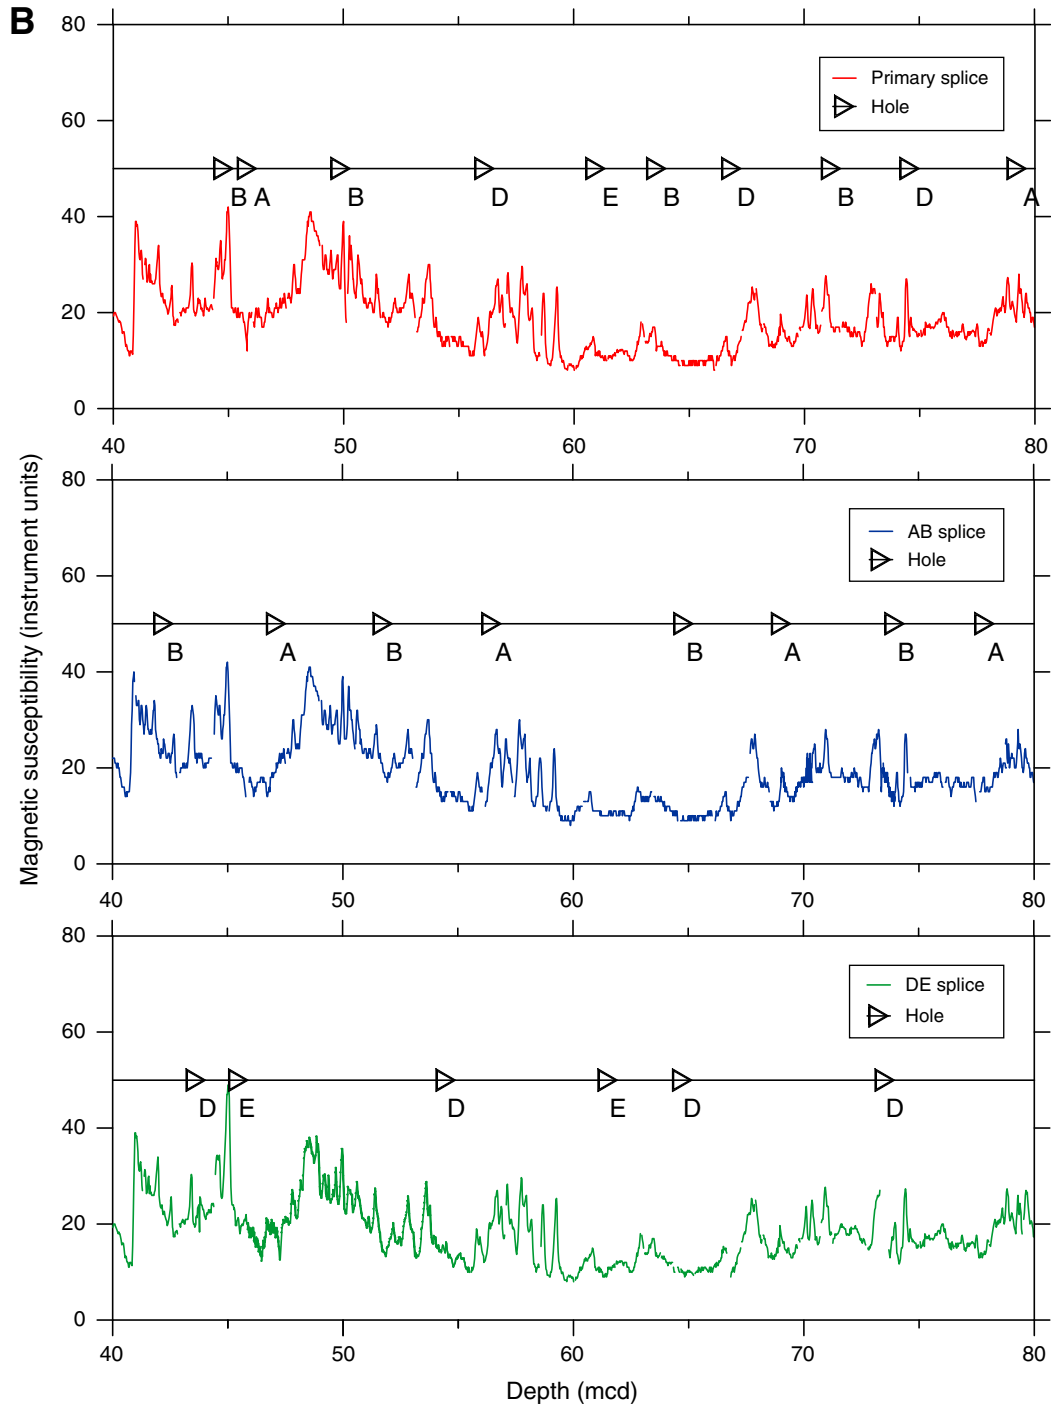 B
80
60
40
20
0
Primary splice
Hole
B A B D E B D B D A
40 50 60 70 80
Magnetic susceptibility (instrument units)
80
60
40
20
0
AB splice
Hole
B A B A B A B A
40 50 60 70 80
80
60
40
20
0
DE splice
Hole
D E D E D D
40 50 60 70 80
Depth (mcd)